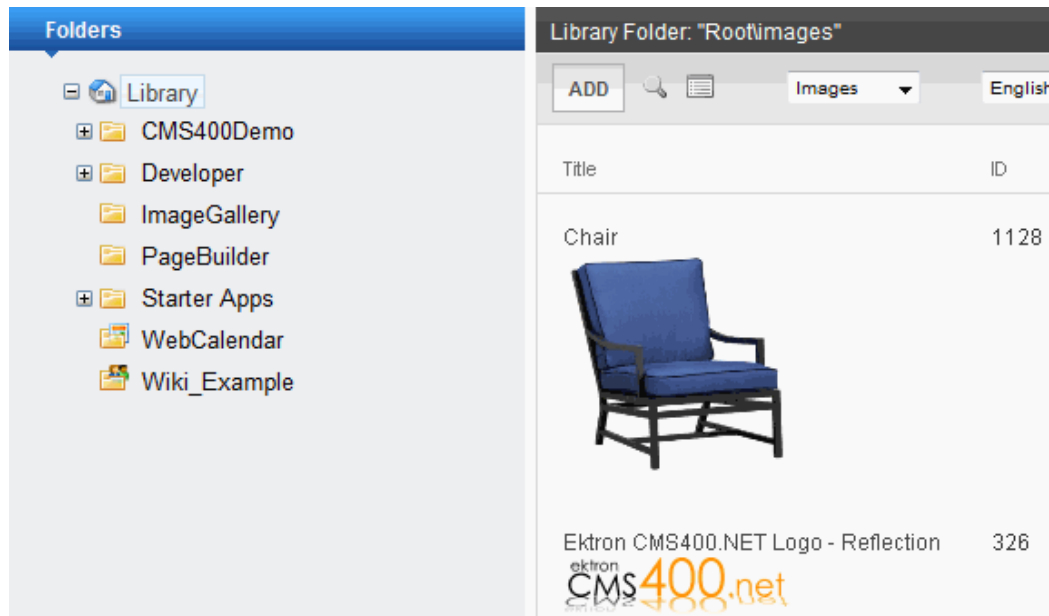 Folders
Library
CMS400Demo
Developer
ImageGallery
PageBuilder
Starter Apps
WebCalendar
Wiki_Example
Library Folder: "Root\images"
ADD Images English
Title ID
Chair 1128
Ektron CMS400.NET Logo - Reflection 326
ektron
CMS400.net